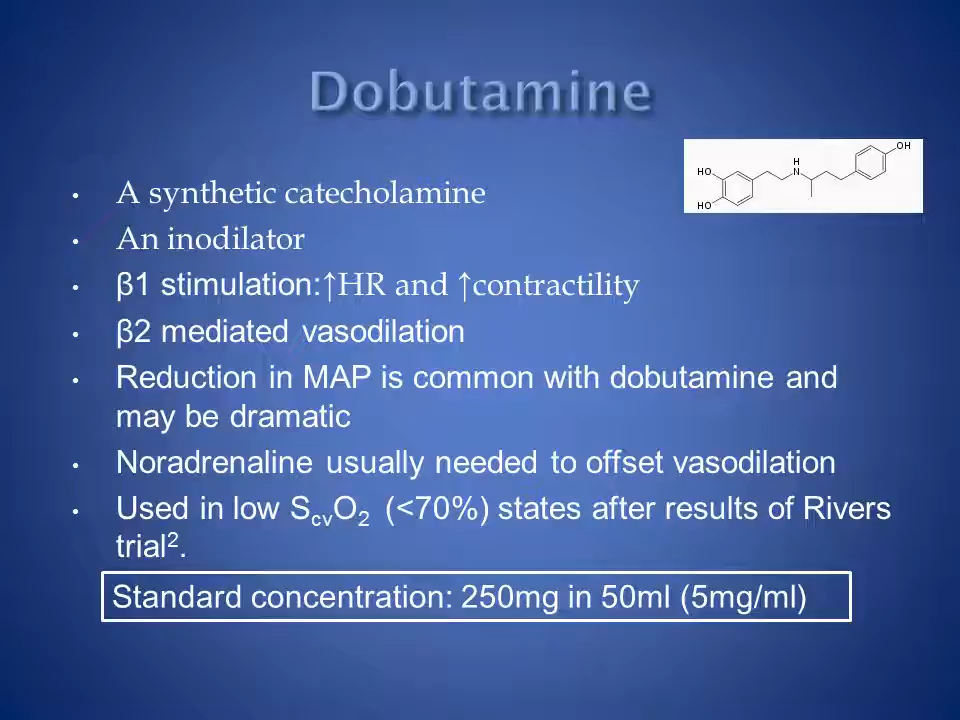 Dobutamine
HO
HO
H
N
OH
• A synthetic catecholamine
• An inodilator
• β1 stimulation:↑HR and ↑contractility
• β2 mediated vasodilation
• Reduction in MAP is common with dobutamine and
may be dramatic
• Noradrenaline usually needed to offset vasodilation
• Used in low ScvO2 (<70%) states after results of Rivers
trial2.
Standard concentration: 250mg in 50ml (5mg/ml)